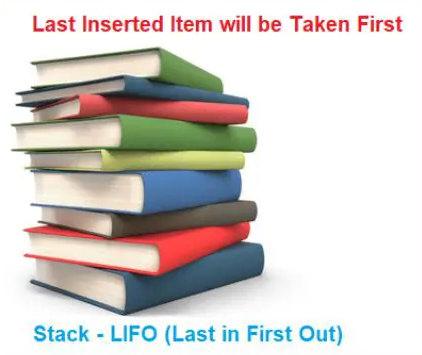 Last Inserted Item will be Taken First
Stack - LIFO (Last in First Out)